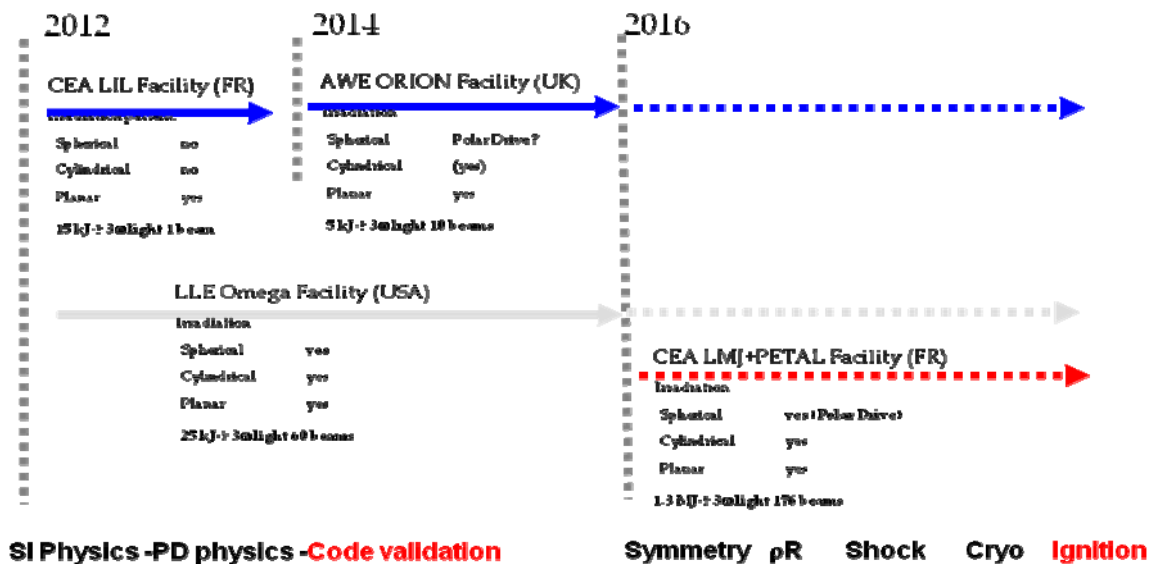 2012
2014
2016
CEA LIL Facility (FR)
Spherical no
Cylindrical no
Planar yes
15 kJ - 3ω light 1 beam
AWE ORION Facility (UK)
Irradiation
Spherical Polar Drive?
Cylindrical (yes)
Planar yes
5 kJ - 3ω light 10 beams
LLE Omega Facility (USA)
Irradiation
Spherical yes
Cylindrical yes
Planar yes
25 kJ - 3ω light 60 beams
CEA LMJ+PETAL Facility (FR)
Irradiation
Spherical yes (Polar Drive)
Cylindrical yes
Planar yes
1.3 MJ - 3ω light 176 beams
SI Physics -PD physics -Code validation
Symmetry ρR Shock Cryo Ignition